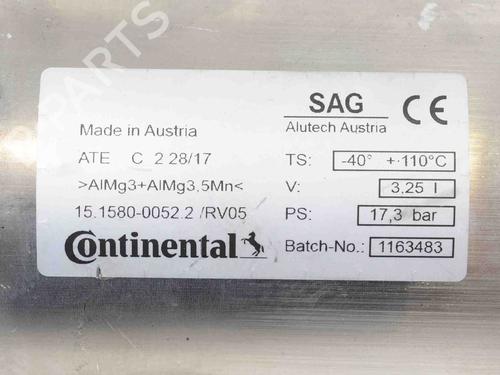 SAG CE
Made in Austria
Alutech Austria
ATE C 2 28/17
TS: -40° +·110°C
>AlMg3+AlMg3,5Mn<
V: 3,25 l
15.1580-0052.2 /RV05
PS: 17,3 bar
Continental
Batch-No.: 1163483